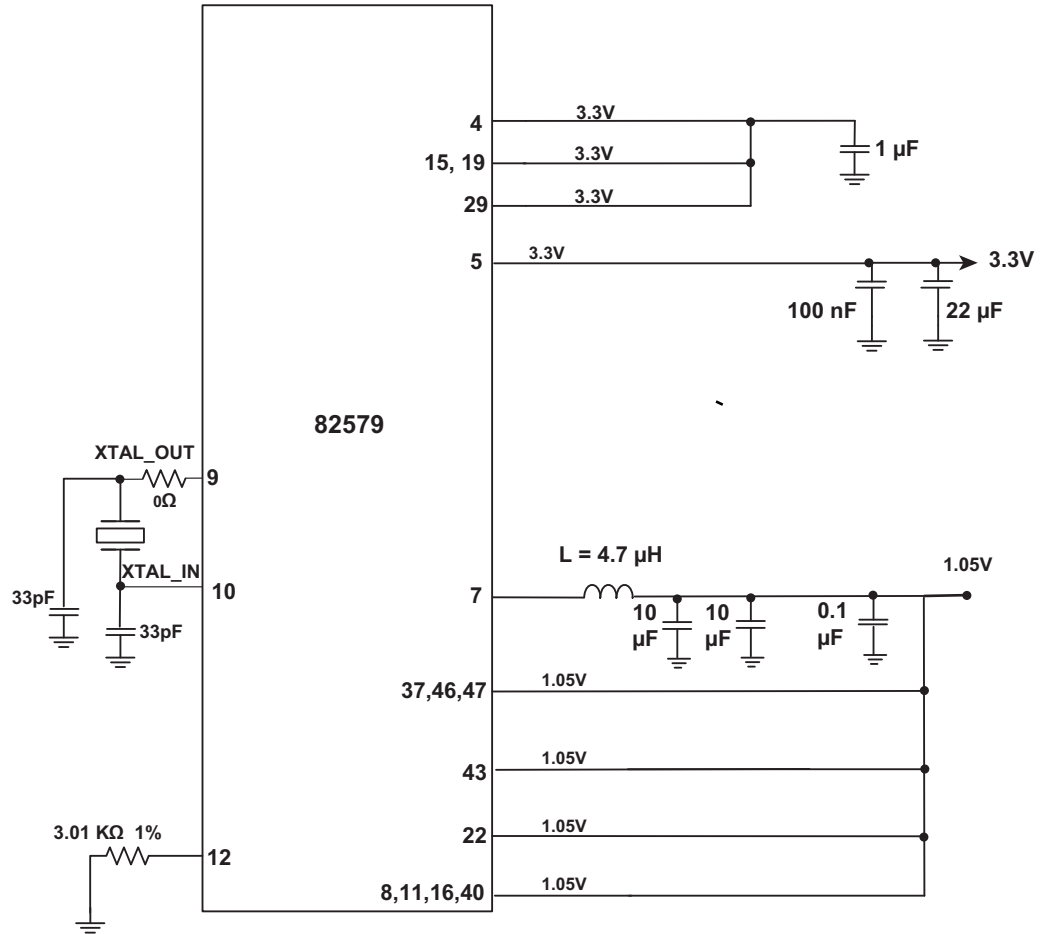 3.3V
4
1 µF
3.3V
15, 19
3.3V
29
3.3V
5
3.3V
100 nF
22 µF
82579
XTAL_OUT
9
0Ω
XTAL_IN
10
33pF
33pF
L = 4.7 µH
1.05V
7
10
µF
10
µF
0.1
µF
1.05V
37,46,47
1.05V
43
3.01 KΩ 1%
12
1.05V
22
1.05V
8,11,16,40